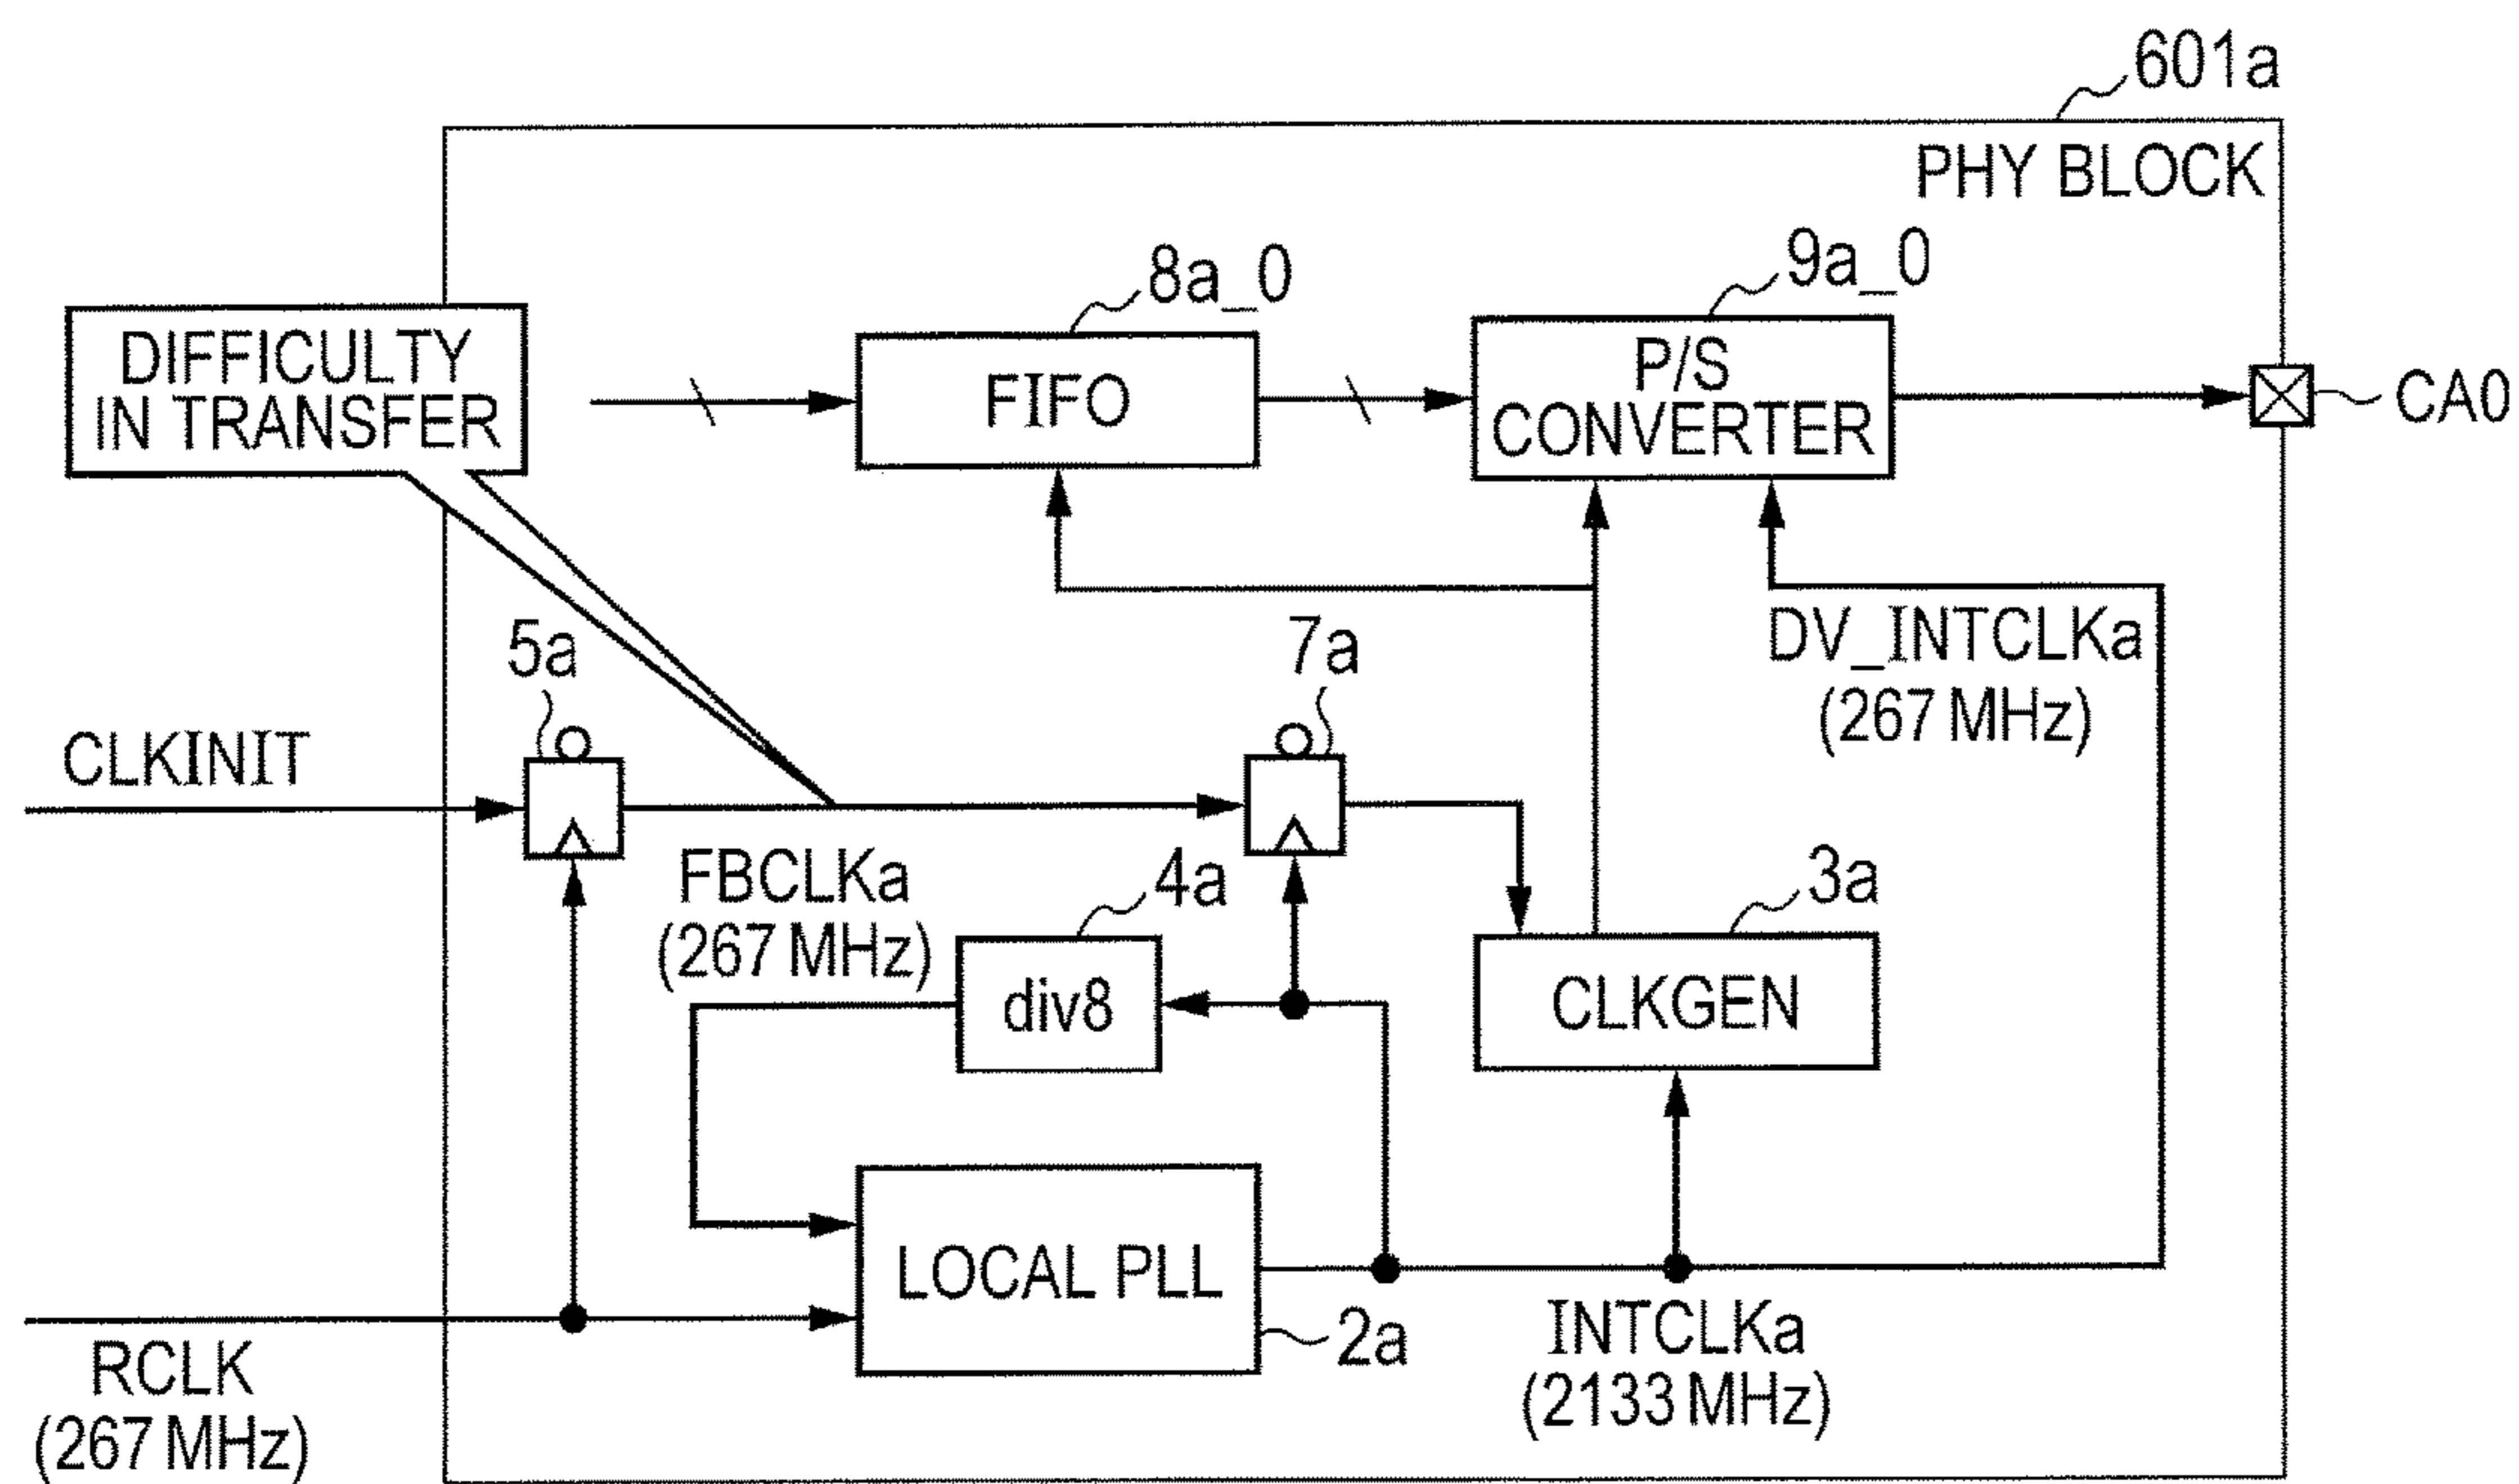 601a
PHY BLOCK
8a_0
9a_0
DIFFICULTY
IN TRANSFER
FIFO
P/S
CONVERTER
CA0
5a
7a
DV_INTCLKa
(267 MHz)
CLKINIT
FBCLKa
(267 MHz)
4a
3a
div8
CLKGEN
LOCAL PLL
2a
INTCLKa
(2133 MHz)
RCLK
(267 MHz)